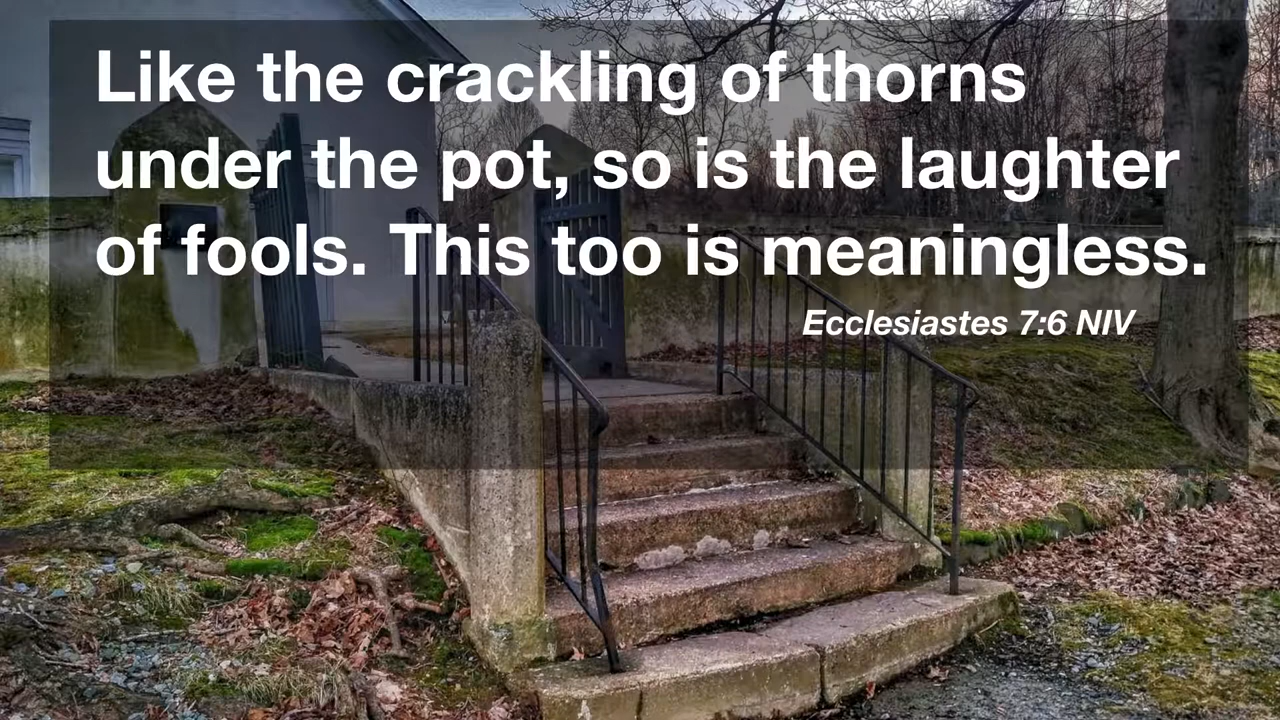 Like the crackling of thorns
under the pot, so is the laughter
of fools. This too is meaningless.
Ecclesiastes 7:6 NIV